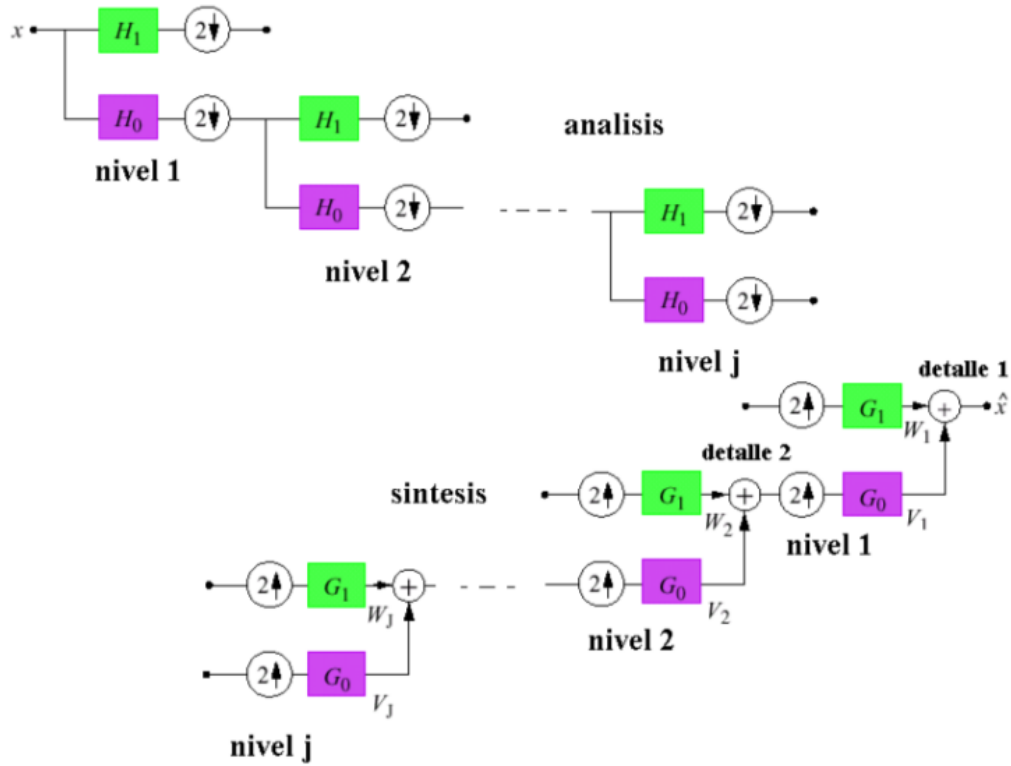 x H₁ 2↓
H₀ 2↓ H₁ 2↓ analisis
nivel 1
H₀ 2↓ H₁ 2↓
nivel 2
H₀ 2↓
nivel j
detalle 1
2↑ G₁ W₁ + x̂
detalle 2
sintesis 2↑ G₁ W₂ + 2↑ G₀ V₁
nivel 1
2↑ G₁ W_J + 2↑ G₀ V₂
nivel 2
2↑ G₀ V_J
nivel j